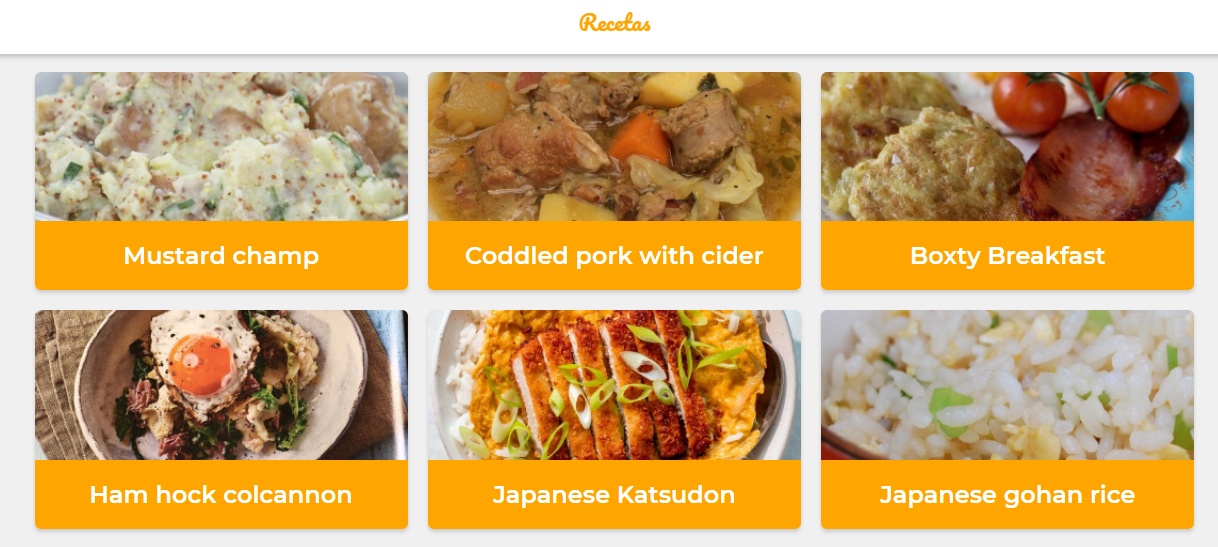 Recetas
Mustard champ
Coddled pork with cider
Boxty Breakfast
Ham hock colcannon
Japanese Katsudon
Japanese gohan rice